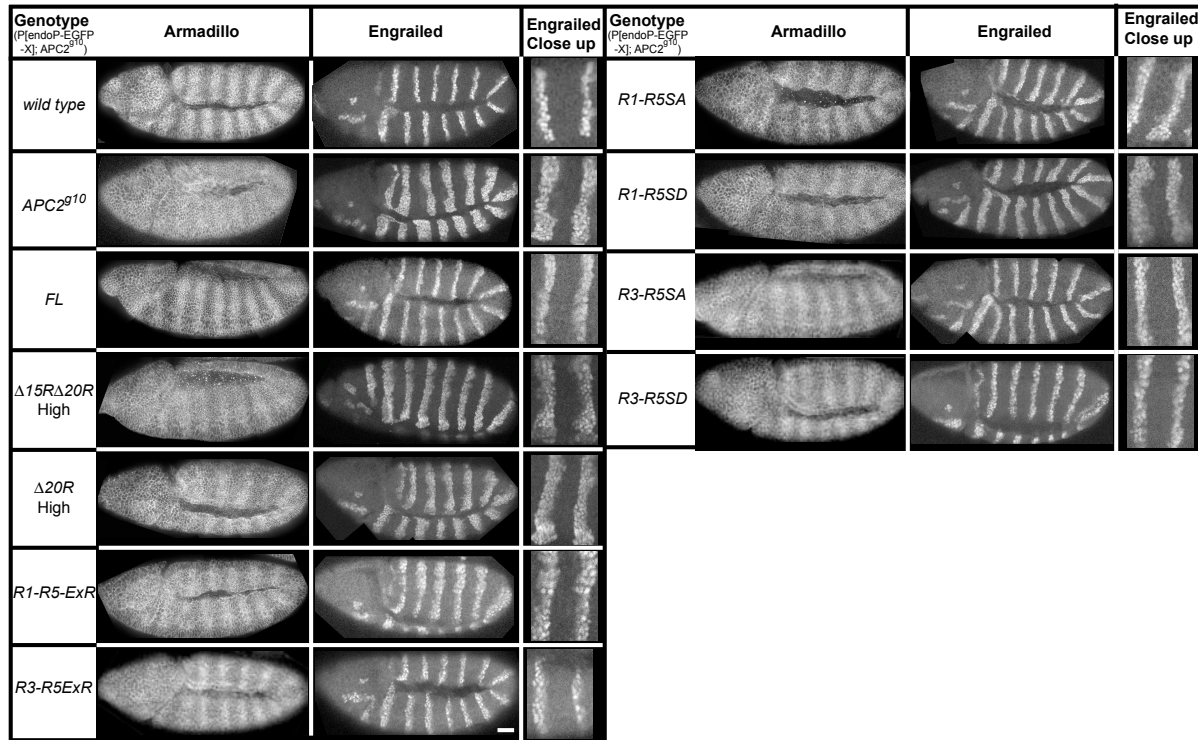 Genotype
(P[endoP-EGFP
-X]; APC2g10)
Armadillo
Engrailed
Engrailed
Close up
Genotype
(P[endoP-EGFP
-X]; APC2g10)
Armadillo
Engrailed
Engrailed
Close up
wild type
R1-R5SA
APC2g10
R1-R5SD
FL
R3-R5SA
Δ15RΔ20R
High
R3-R5SD
Δ20R
High
R1-R5-ExR
R3-R5ExR